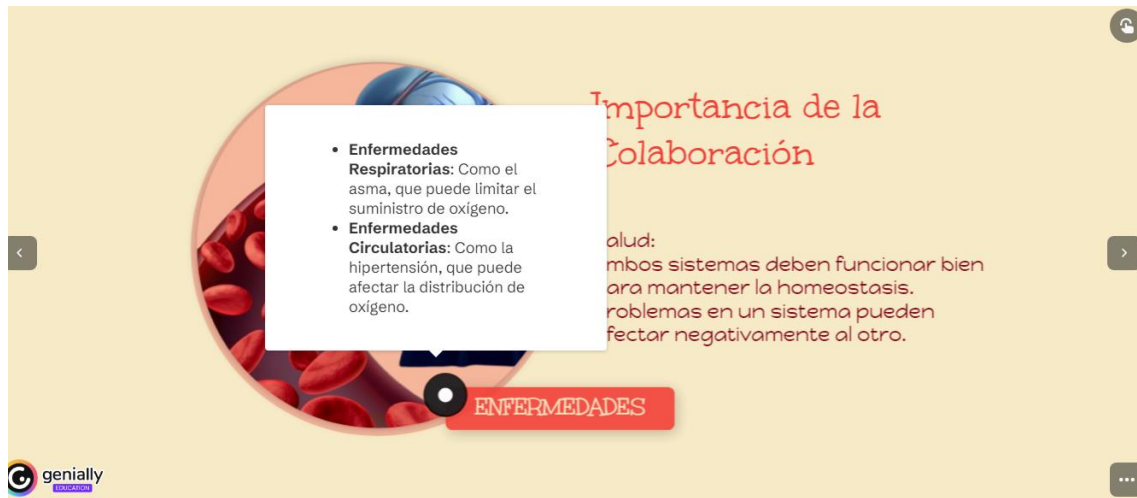 Importancia de la
Colaboración
• Enfermedades
Respiratorias: Como el
asma, que puede limitar el
suministro de oxígeno.
• Enfermedades
Circulatorias: Como la
hipertensión, que puede
afectar la distribución de
oxígeno.
alud:
mbos sistemas deben funcionar bien
ara mantener la homeostasis.
roblemas en un sistema pueden
fectar negativamente al otro.
ENFERMEDADES
genially
EDUCATION